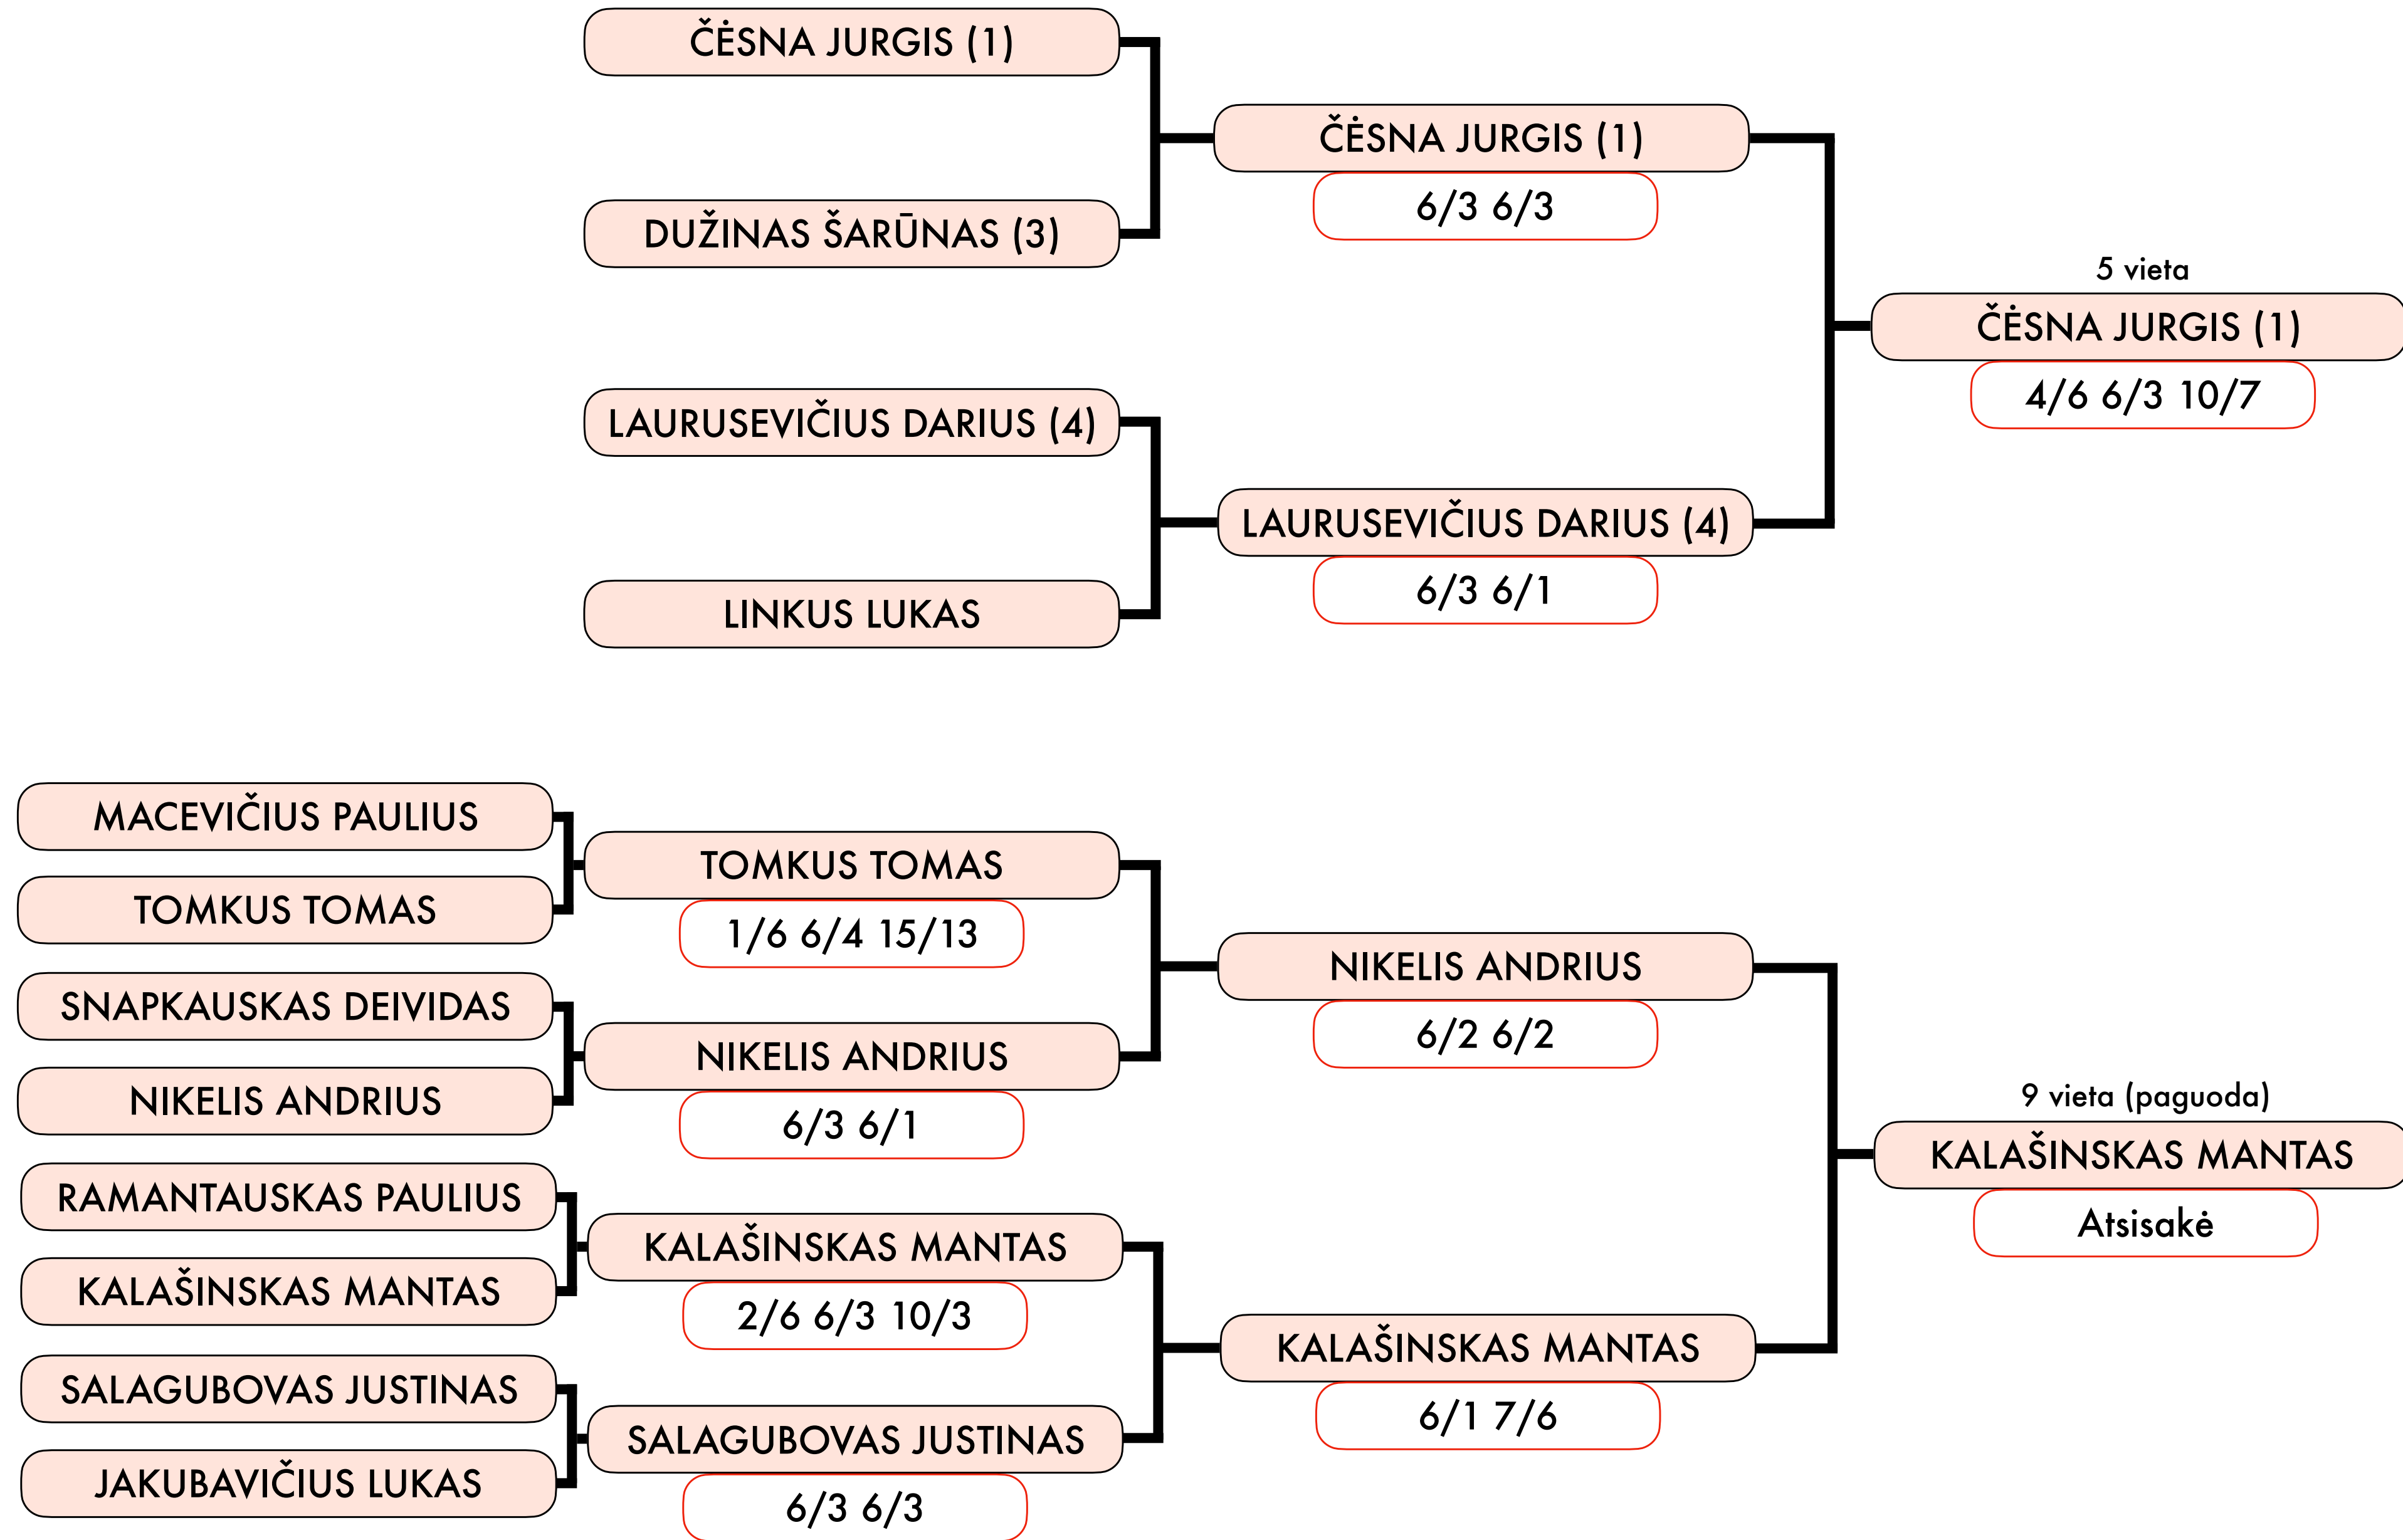 ČĖSNA JURGIS (1)
DUŽINAS ŠARŪNAS (3)
LAURUSEVIČIUS DARIUS (4)
LINKUS LUKAS
ČĖSNA JURGIS (1)
6/3 6/3
LAURUSEVIČIUS DARIUS (4)
6/3 6/1
5 vieta
ČĖSNA JURGIS (1)
4/6 6/3 10/7
MACEVIČIUS PAULIUS
TOMKUS TOMAS
SNAPKAUSKAS DEIVIDAS
NIKELIS ANDRIUS
RAMANTAUSKAS PAULIUS
KALAŠINSKAS MANTAS
SALAGUBOVAS JUSTINAS
JAKUBAVIČIUS LUKAS
TOMKUS TOMAS
1/6 6/4 15/13
NIKELIS ANDRIUS
6/3 6/1
KALAŠINSKAS MANTAS
2/6 6/3 10/3
SALAGUBOVAS JUSTINAS
6/3 6/3
NIKELIS ANDRIUS
6/2 6/2
KALAŠINSKAS MANTAS
6/1 7/6
9 vieta (paguoda)
KALAŠINSKAS MANTAS
Atsisakė